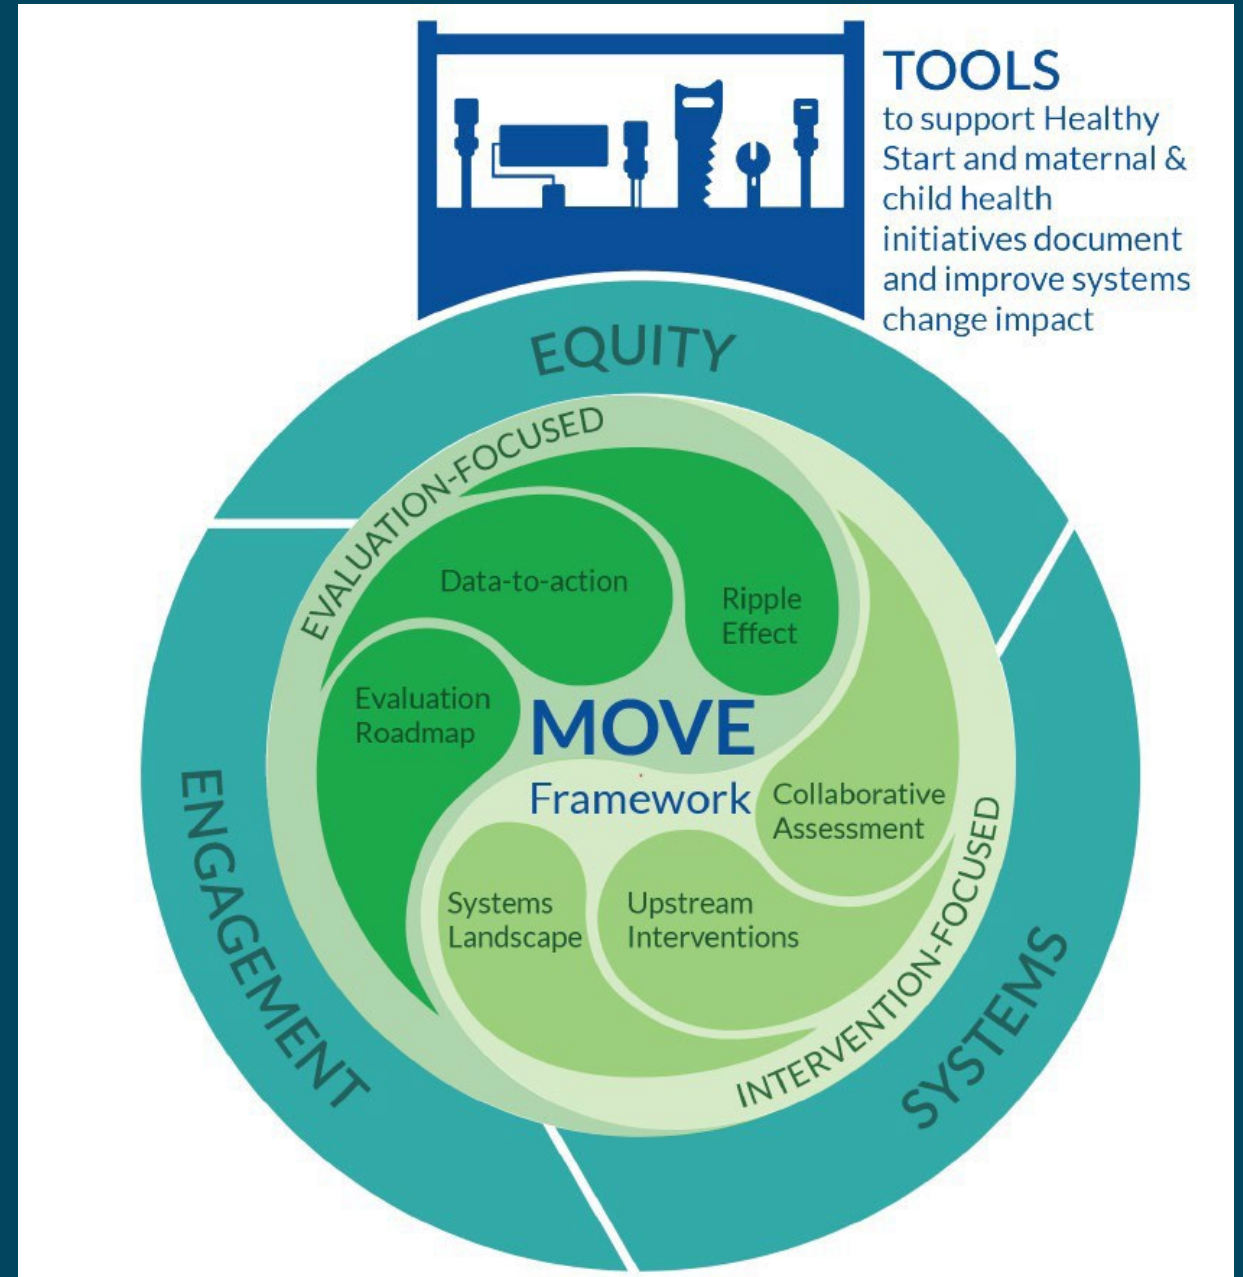 TOOLS
to support Healthy
Start and maternal &
child health
initiatives document
and improve systems
change impact
EQUITY
EVALUATION-FOCUSED
Data-to-action
Ripple
Effect
Evaluation
Roadmap
MOVE
Framework
Collaborative
Assessment
Systems
Landscape
Upstream
Interventions
INTERVENTION-FOCUSED
ENGAGEMENT
SYSTEMS